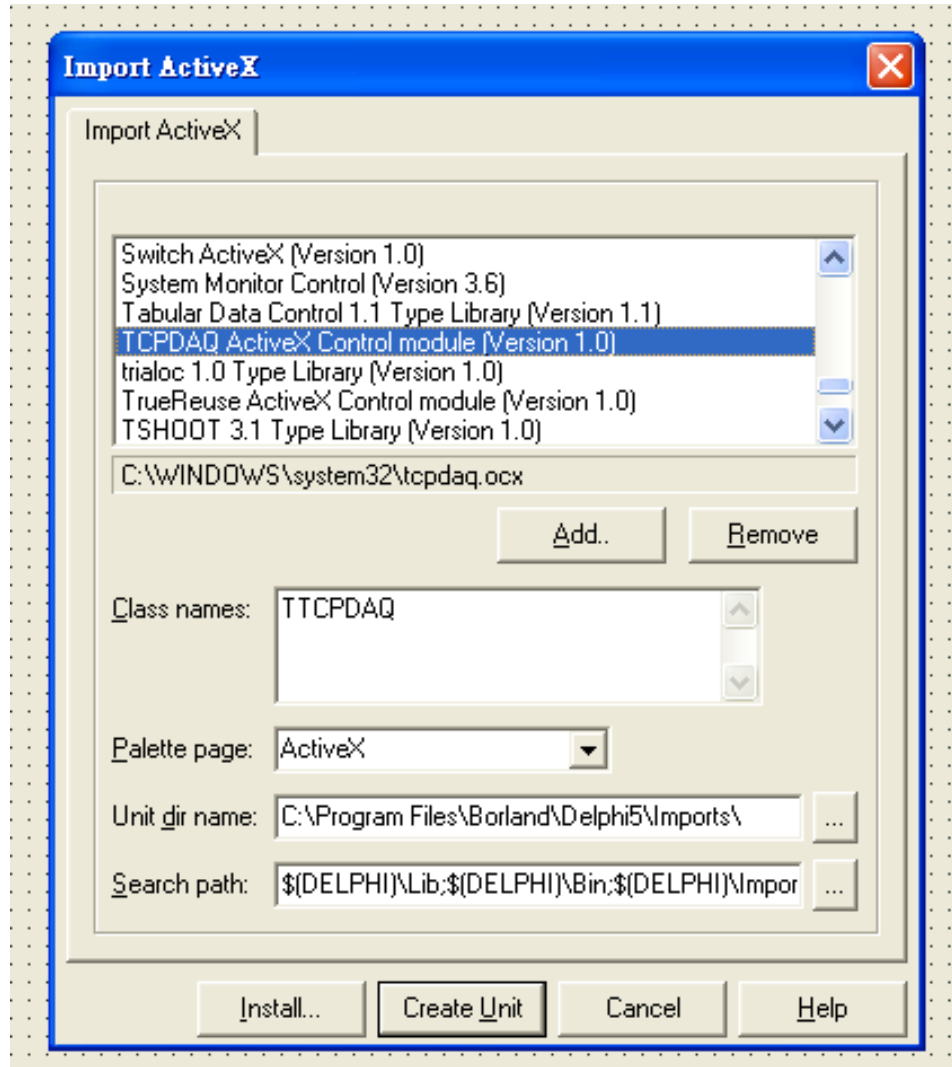 Import ActiveX
Import ActiveX
Switch ActiveX (Version 1.0)
System Monitor Control (Version 3.6)
Tabular Data Control 1.1 Type Library (Version 1.1)
TCPDAQ ActiveX Control module (Version 1.0)
trialoc 1.0 Type Library (Version 1.0)
TrueReuse ActiveX Control module (Version 1.0)
TSHOOT 3.1 Type Library (Version 1.0)
C:\WINDOWS\system32\tcpdaq.ocx
Add.. Remove
Class names: TTCPDAQ
Palette page: ActiveX
Unit dir name: C:\Program Files\Borland\Delphi5\Imports\ ...
Search path: $(DELPHI)\Lib;$(DELPHI)\Bin;$(DELPHI)\Impor ...
Install... Create Unit Cancel Help